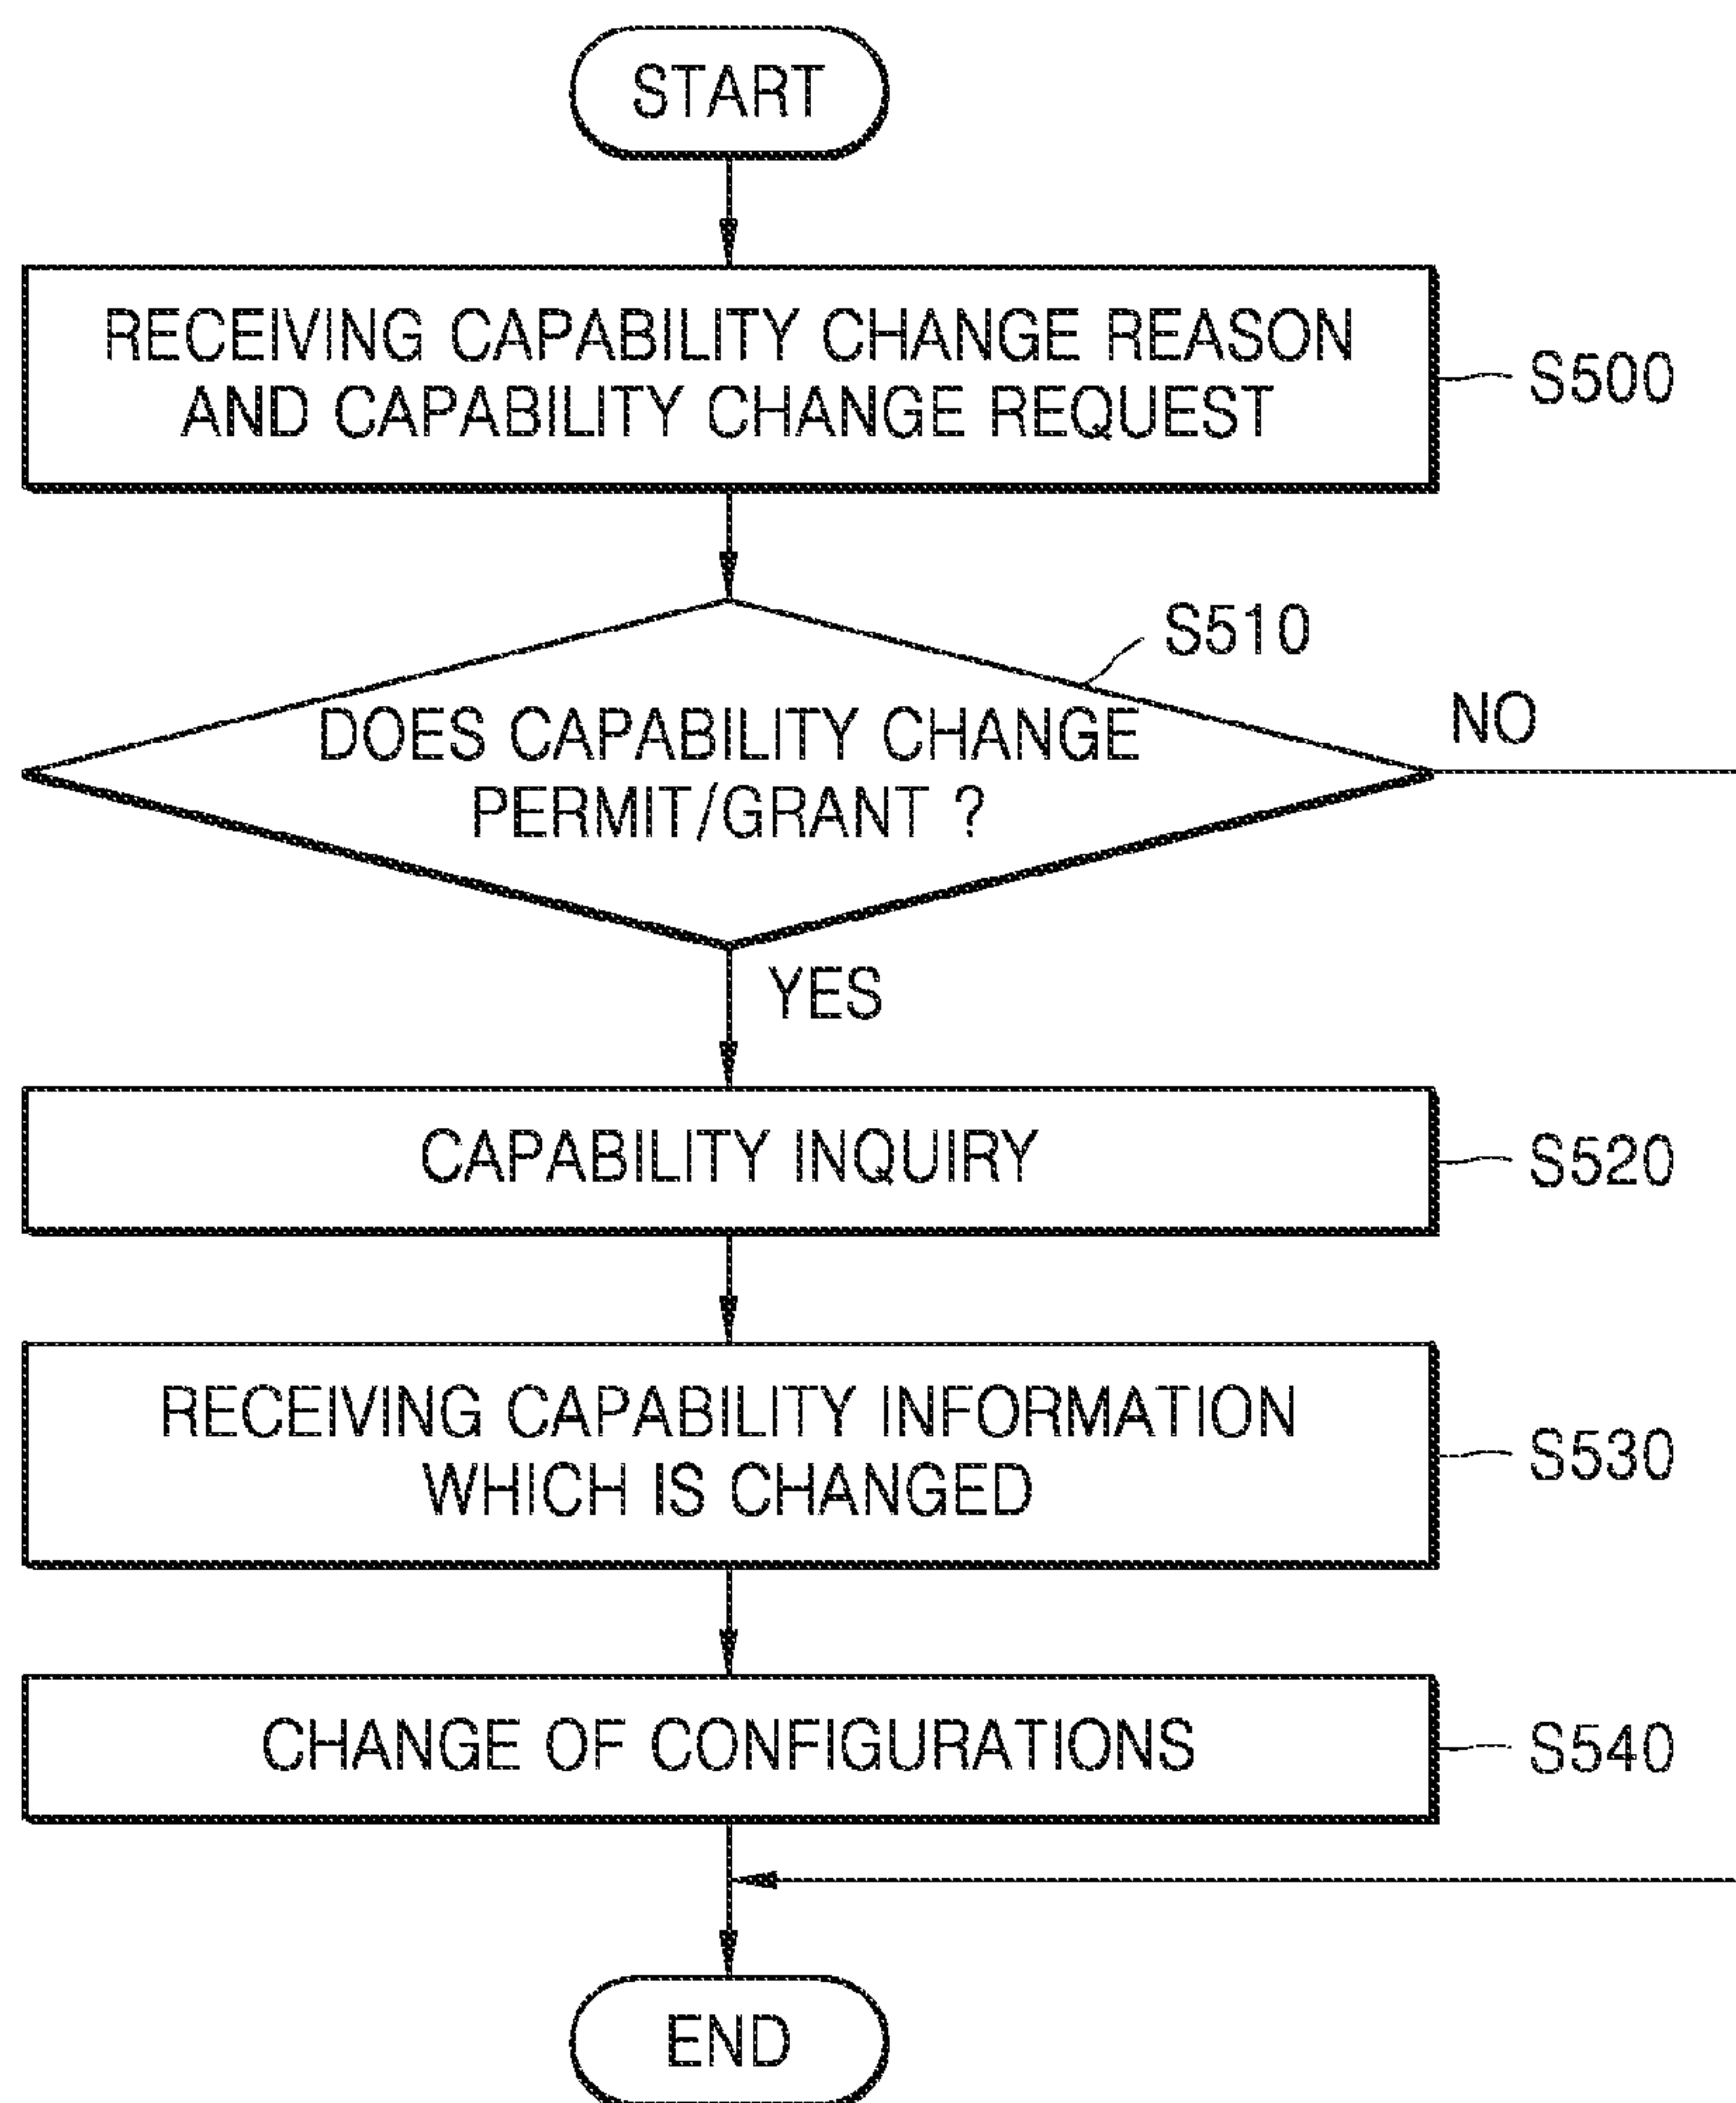 START
RECEIVING CAPABILITY CHANGE REASON
AND CAPABILITY CHANGE REQUEST
S500
S510
DOES CAPABILITY CHANGE
PERMIT/GRANT ?
NO
YES
CAPABILITY INQUIRY
S520
RECEIVING CAPABILITY INFORMATION
WHICH IS CHANGED
S530
CHANGE OF CONFIGURATIONS
S540
END